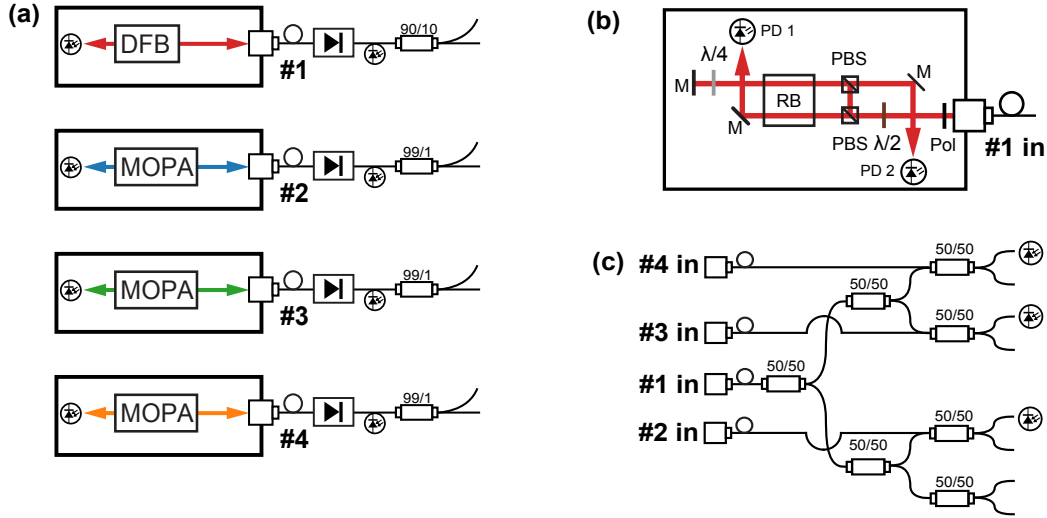 (a)
DFB
#1
90/10
MOPA
#2
99/1
MOPA
#3
99/1
MOPA
#4
99/1
(b)
PD 1
λ/4
PBS
M
M
RB
M
PBS
λ/2
Pol
#1 in
PD 2
(c)
#4 in
50/50
50/50
#3 in
50/50
#1 in
50/50
#2 in
50/50
50/50
50/50